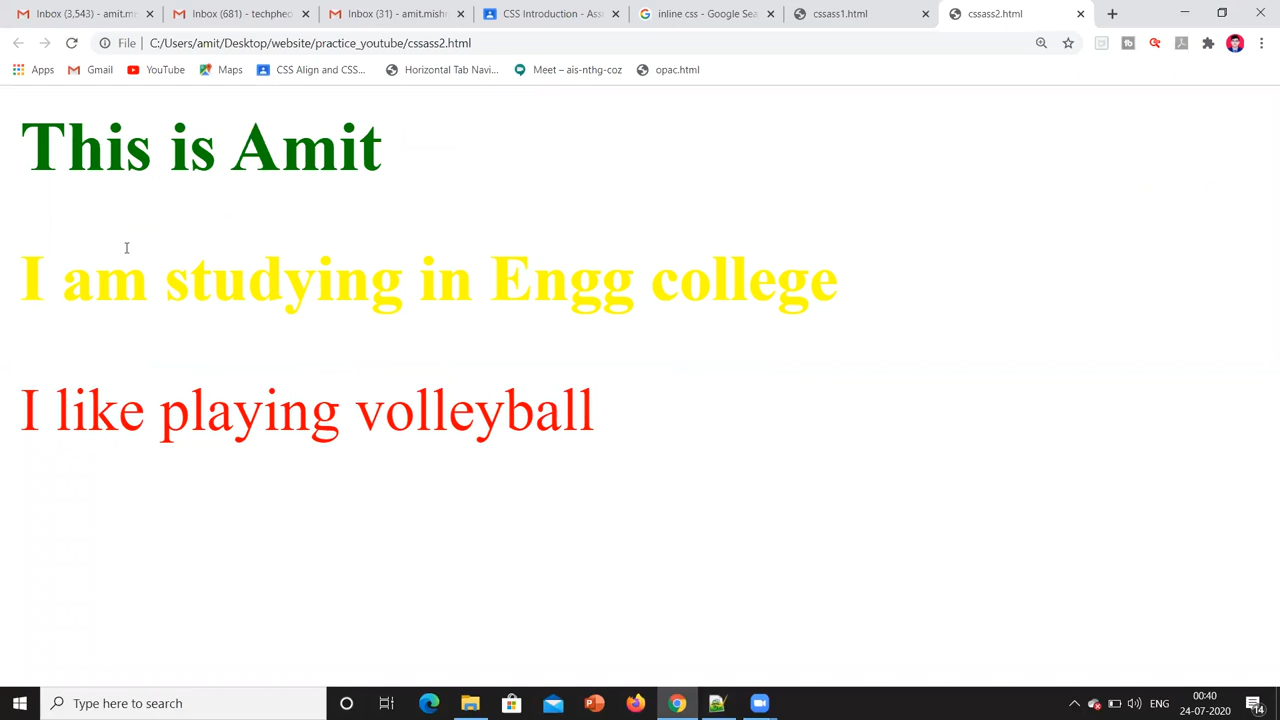 Inbox (3,543) - amit.m
Inbox (681) - techpheo
Inbox (31) - amit.mish
CSS Introduction - Ass
inline css - Google Sea
cssass1.html
cssass2.html
File
C:/Users/amit/Desktop/website/practice_youtube/cssass2.html
Apps
Gmail
YouTube
Maps
CSS Align and CSS...
Horizontal Tab Navi...
Meet – ais-nthg-coz
opac.html
This is Amit
I am studying in Engg college
I like playing volleyball
Type here to search
ENG
00:40
24-07-2020
14